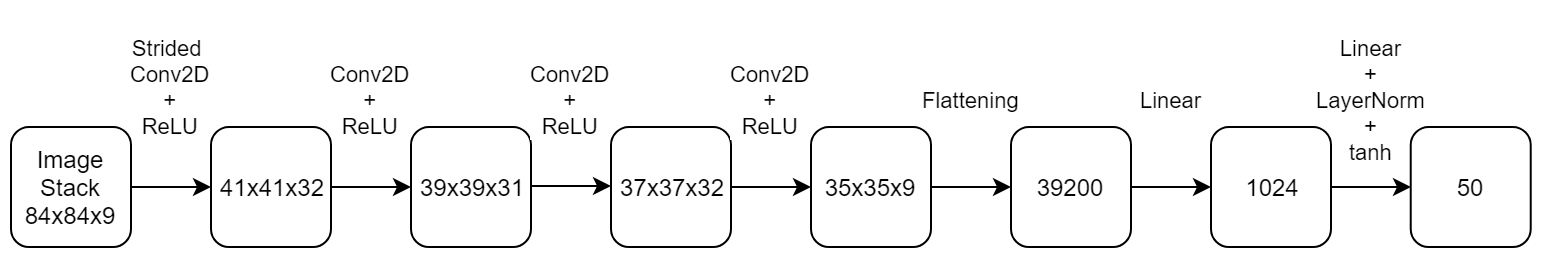 Strided
Conv2D
+
ReLU
Conv2D
+
ReLU
Conv2D
+
ReLU
Conv2D
+
ReLU
Flattening
Linear
Linear
+
LayerNorm
+
tanh
Image
Stack
84x84x9
41x41x32
39x39x31
37x37x32
35x35x9
39200
1024
50